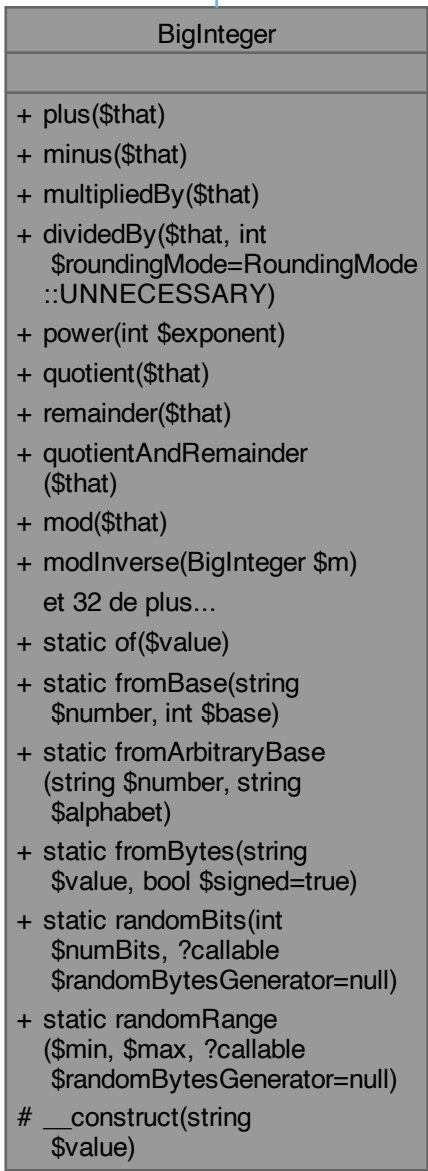 BigInteger
+ plus($that)
+ minus($that)
+ multipliedBy($that)
+ dividedBy($that, int
$roundingMode=RoundingMode
::UNNECESSARY)
+ power(int $exponent)
+ quotient($that)
+ remainder($that)
+ quotientAndRemainder
($that)
+ mod($that)
+ modInverse(BigInteger $m)
et 32 de plus...
+ static of($value)
+ static fromBase(string
$number, int $base)
+ static fromArbitraryBase
(string $number, string
$alphabet)
+ static fromBytes(string
$value, bool $signed=true)
+ static randomBits(int
$numBits, ?callable
$randomBytesGenerator=null)
+ static randomRange
($min, $max, ?callable
$randomBytesGenerator=null)
# __construct(string
$value)